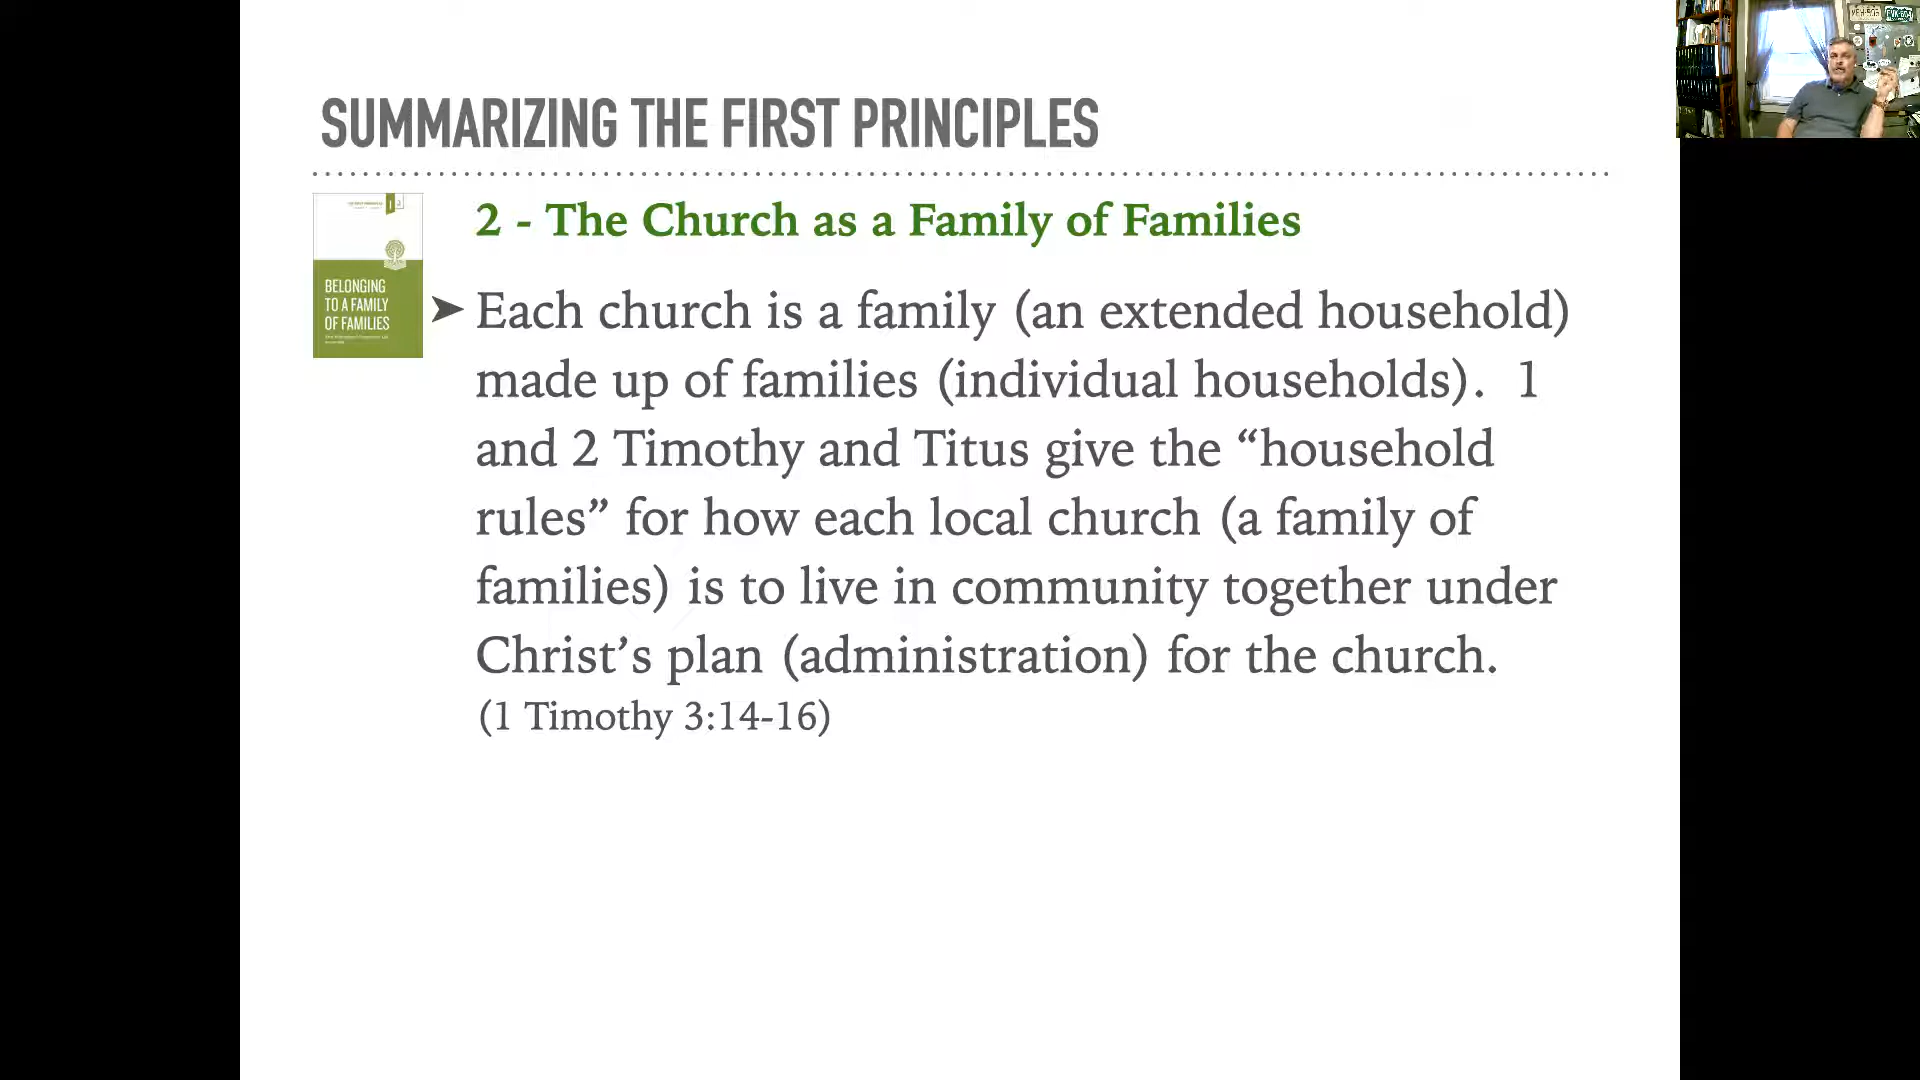 SUMMARIZING THE FIRST PRINCIPLES
2 - The Church as a Family of Families
BELONGING
TO A FAMILY
OF FAMILIES
➤ Each church is a family (an extended household)
made up of families (individual households).  1
and 2 Timothy and Titus give the “household
rules” for how each local church (a family of
families) is to live in community together under
Christ’s plan (administration) for the church.
(1 Timothy 3:14-16)